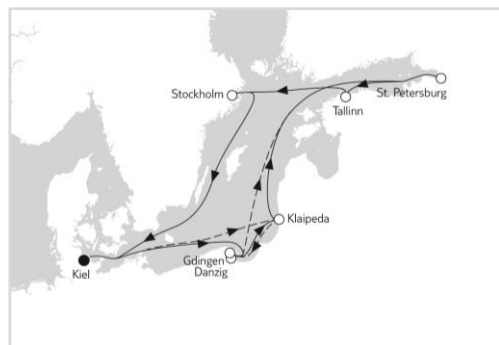 Stockholm
St. Petersburg
Tallinn
Klaipeda
Gdingen
Danzig
Kiel